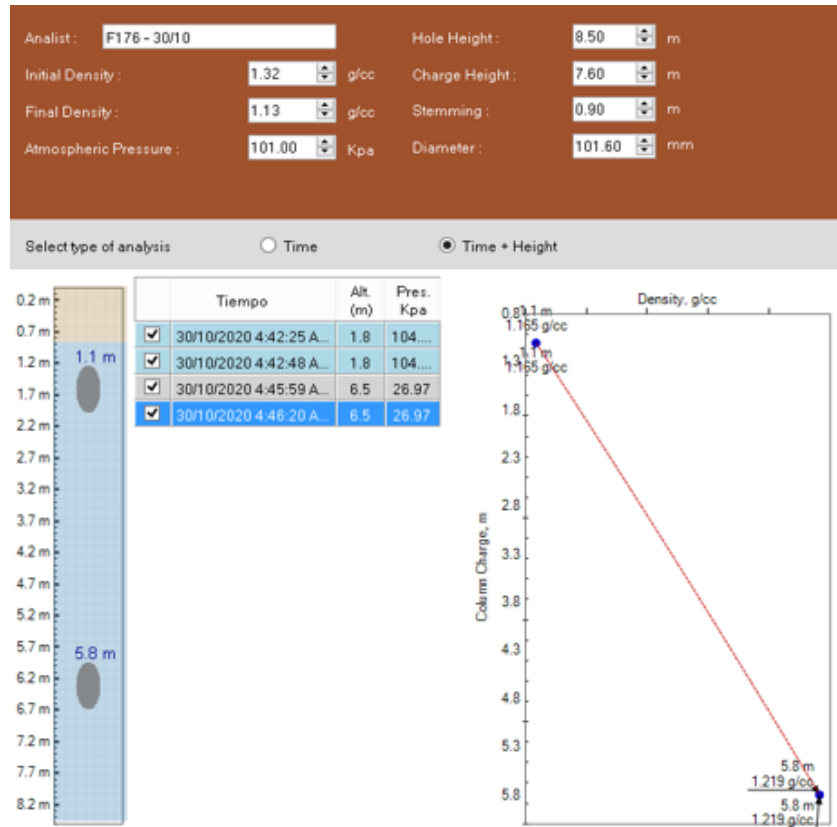 Analist : F176 - 30/10 Hole Height : 8.50 m
Initial Density : 1.32 g/cc Charge Height : 7.60 m
Final Density : 1.13 g/cc Stemming : 0.90 m
Atmospheric Pressure : 101.00 Kpa Diameter : 101.60 mm
Select type of analysis Time Time + Height
Tiempo Alt. (m) Pres. Kpa
30/10/2020 4:42:25 A... 1.8 104....
30/10/2020 4:42:48 A... 1.8 104....
30/10/2020 4:45:59 A... 6.5 26.97
30/10/2020 4:46:20 A... 6.5 26.97
0.2 m
0.7 m
1.2 m
1.7 m
2.2 m
2.7 m
3.2 m
3.7 m
4.2 m
4.7 m
5.2 m
5.7 m
6.2 m
6.7 m
7.2 m
7.7 m
8.2 m
1.1 m
5.8 m
Density, g/cc
Column Charge, m
0.8
1.3
1.8
2.3
2.8
3.3
3.8
4.3
4.8
5.3
5.8
1.1 m
1.165 g/cc
1.1 m
1.165 g/cc
5.8 m
1.219 g/cc
5.8 m
1.219 g/cc